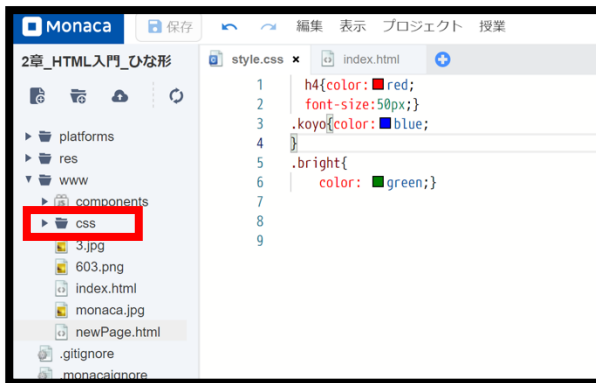 Monaca 保存 編集 表示 プロジェクト 授業
2章_HTML入門_ひな形
style.css × index.html
platforms
res
www
components
css
3.jpg
603.png
index.html
monaca.jpg
newPage.html
.gitignore
.monacaignore
1 h4{color:red;
2 font-size:50px;}
3 .koyo{color:blue;
4 }
5 .bright{
6 color: green;}
7
8
9